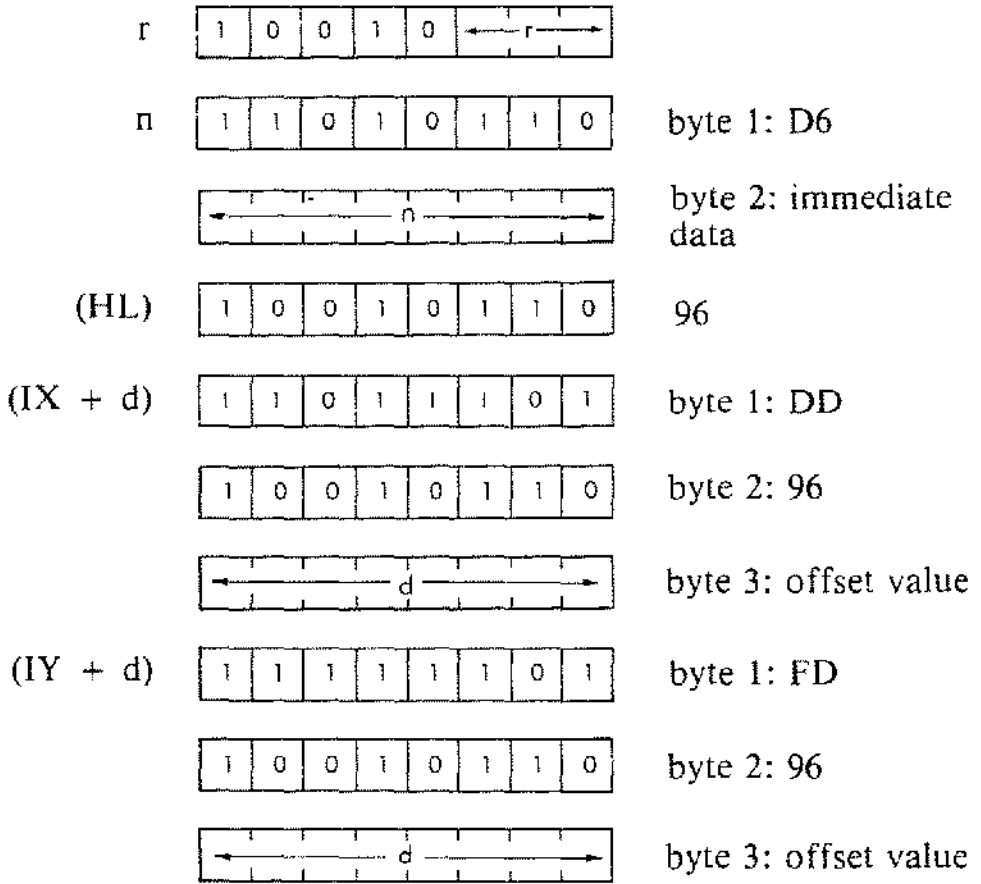 r 1 0 0 1 0 r
n 1 1 0 1 0 1 1 0 byte 1: D6
n byte 2: immediate
data
(HL) 1 0 0 1 0 1 1 0 96
(IX + d) 1 1 0 1 1 1 0 1 byte 1: DD
1 0 0 1 0 1 1 0 byte 2: 96
d byte 3: offset value
(IY + d) 1 1 1 1 1 1 0 1 byte 1: FD
1 0 0 1 0 1 1 0 byte 2: 96
d byte 3: offset value